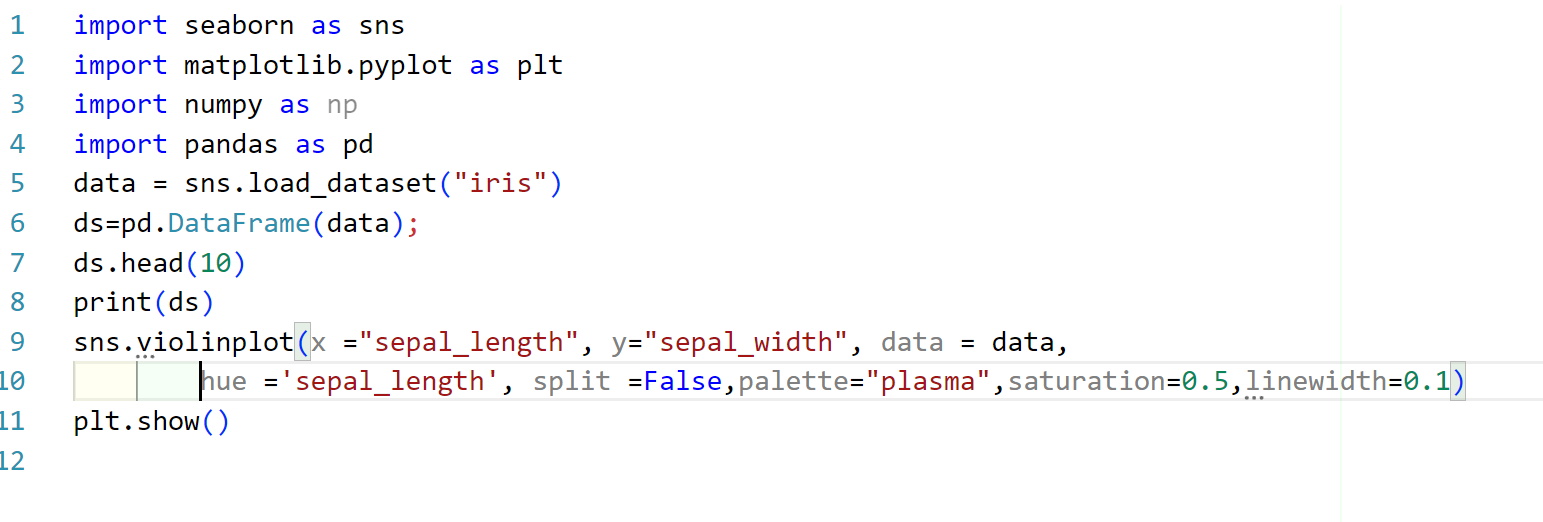 1 import seaborn as sns
2 import matplotlib.pyplot as plt
3 import numpy as np
4 import pandas as pd
5 data = sns.load_dataset("iris")
6 ds=pd.DataFrame(data);
7 ds.head(10)
8 print(ds)
9 sns.violinplot(x ="sepal_length", y="sepal_width", data = data,
10         hue ='sepal_length', split =False,palette="plasma",saturation=0.5,linewidth=0.1)
11 plt.show()
12